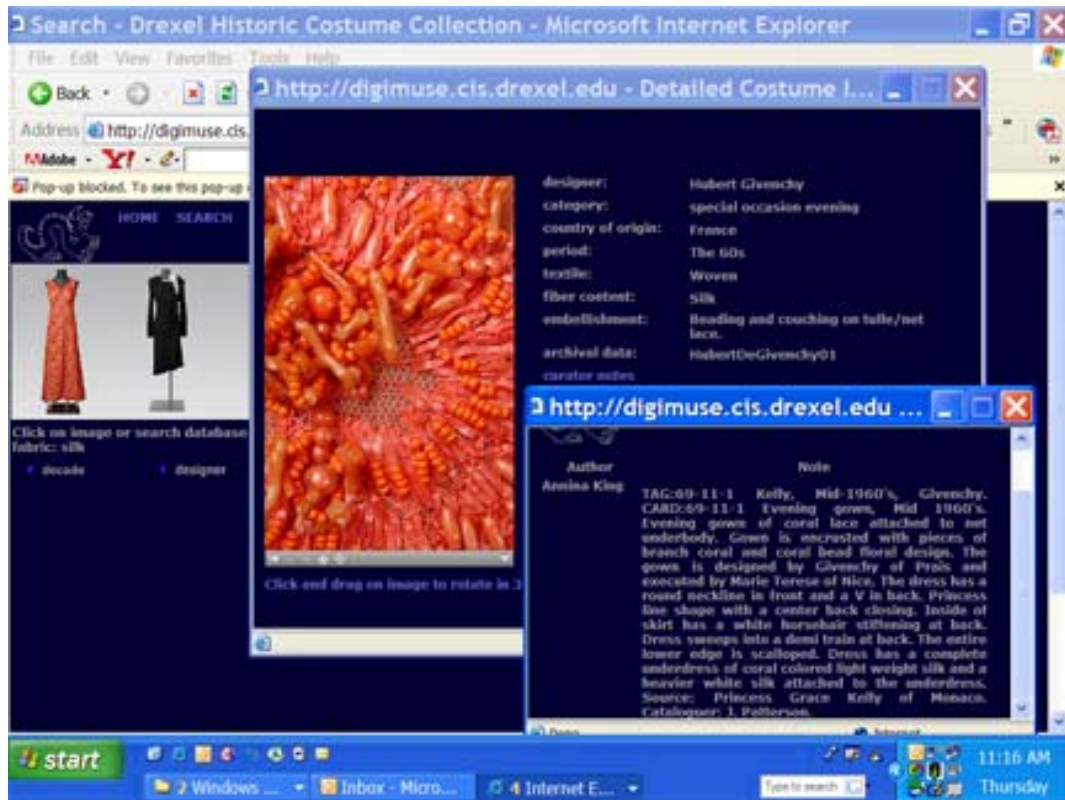 Search - Drexel Historic Costume Collection - Microsoft Internet Explorer
File Edit View Favorites Tools Help
Back
Address http://digimuse.cis.
Adobe Y!
Pop-up blocked. To see this pop-up
HOME SEARCH
Click on image or search database
fabric: silk
decade designer
http://digimuse.cis.drexel.edu - Detailed Costume I...
designer: Hubert Givenchy
category: special occasion evening
country of origin: France
period: The 60s
textile: Woven
fiber content: Silk
embellishment: Beading and couching on tulle/net
lace.
archival data: HubertDeGivenchy01
curator notes
Click and drag on image to rotate in 3
http://digimuse.cis.drexel.edu ...
Author Note
Annina King
TAG:69-11-1 Kelly, Mid-1960's, Givenchy.
CARD:69-11-1 Evening gown, Mid 1960's.
Evening gown of coral lace attached to net
underbody. Gown is encrusted with pieces of
branch coral and coral bead floral design. The
gown is designed by Givenchy of Prais and
executed by Marie Terese of Nice. The dress has a
round neckline in front and a V in back. Princess
line shape with a center back closing. Inside of
skirt has a white horsehair stiffening at back.
Dress sweeps into a demi train at back. The entire
lower edge is scalloped. Dress has a complete
underdress of coral colored light weight silk and a
heavier white silk attached to the underdress.
Source: Princess Grace Kelly of Monaco.
Cataloguer: J. Patterson.
Done Internet
start
2 Windows ... Inbox - Micro... 4 Internet E...
Type to search
11:16 AM
Thursday